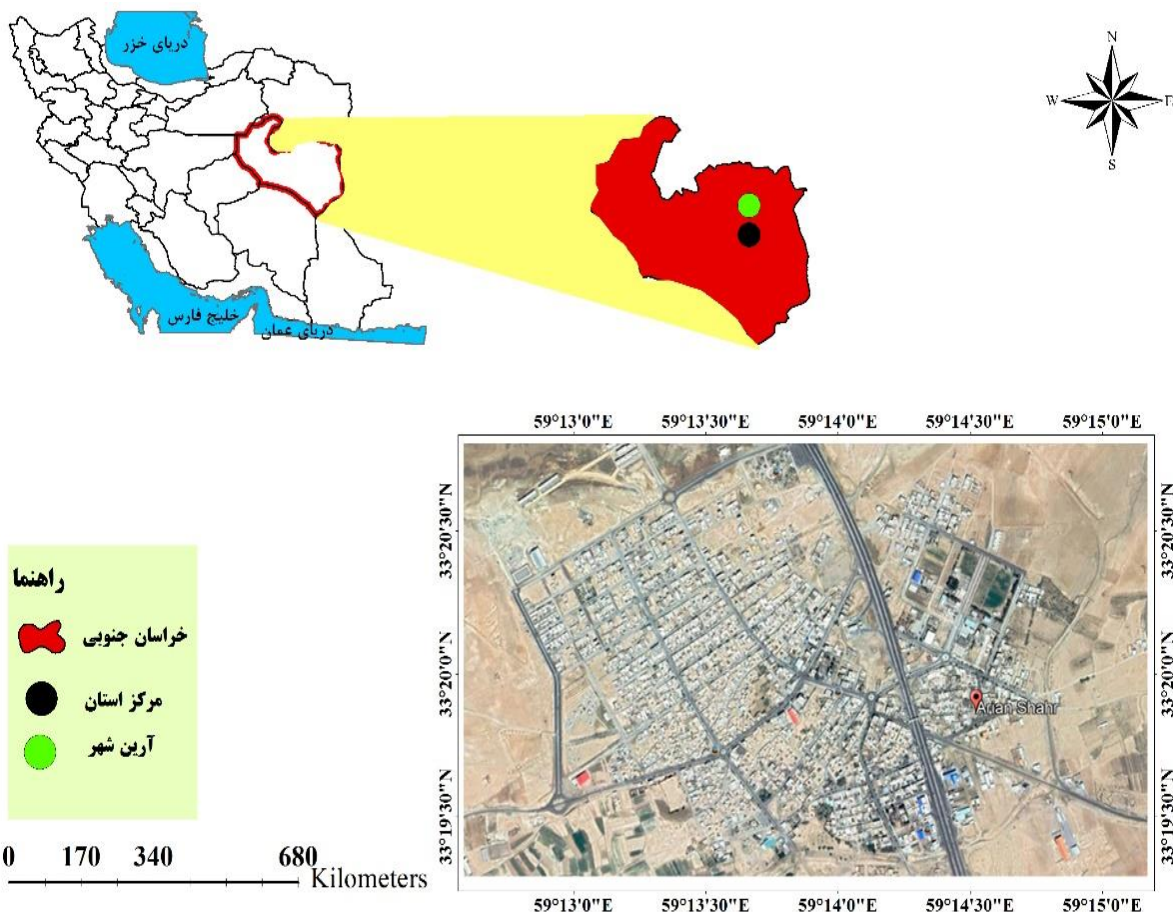 دریای خزر
خلیج فارس
دریای عمان
N
W
E
S
راهنما
خراسان جنوبی
مرکز استان
آرین شهر
0 170 340 680
Kilometers
59°13'0"E 59°13'30"E 59°14'0"E 59°14'30"E 59°15'0"E
33°20'30"N
33°20'0"N
33°19'30"N
Arian Shahr
33°20'30"N
33°20'0"N
33°19'30"N
59°13'0"E 59°13'30"E 59°14'0"E 59°14'30"E 59°15'0"E